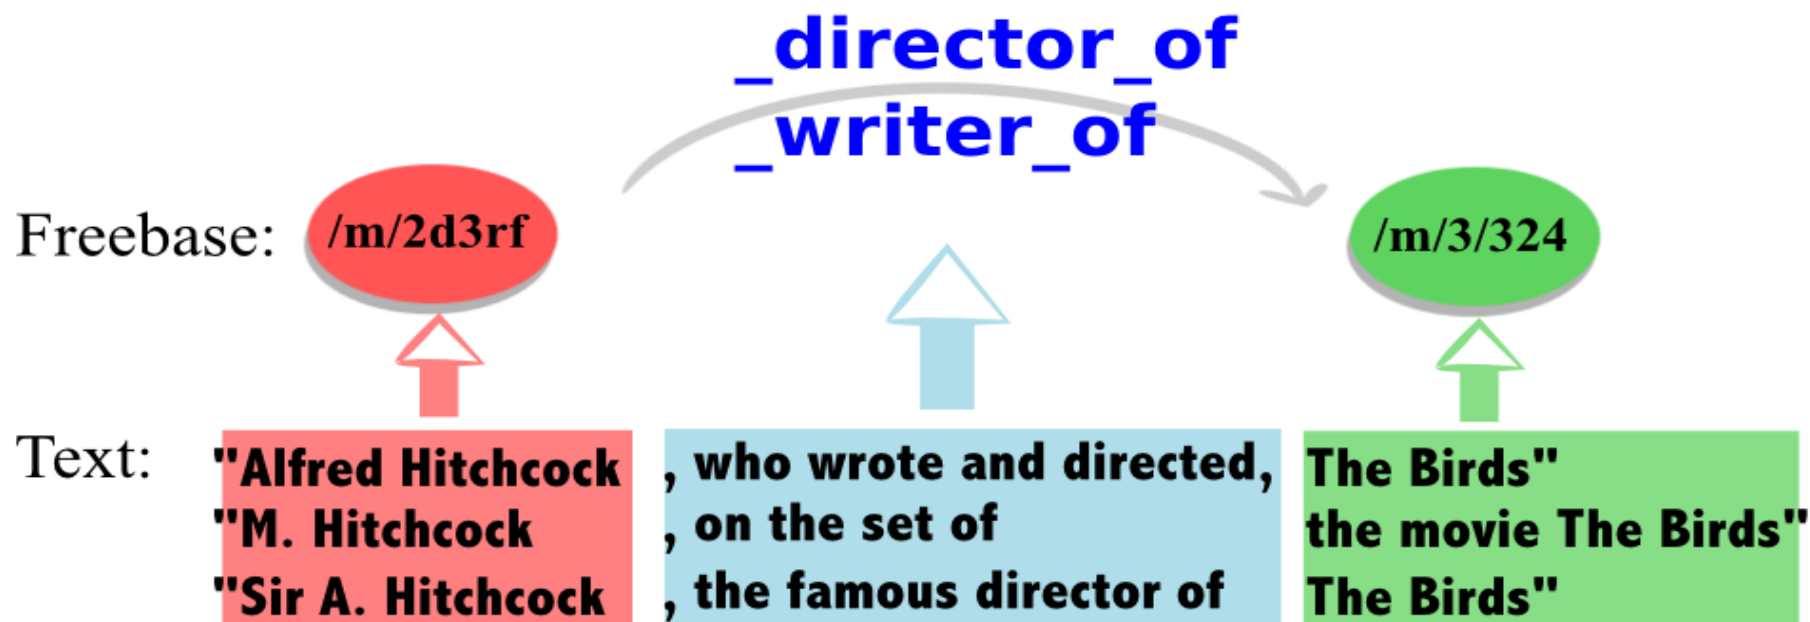 _director_of
_writer_of
Freebase: /m/2d3rf /m/3/324
Text: "Alfred Hitchcock , who wrote and directed, The Birds"
"M. Hitchcock , on the set of the movie The Birds"
"Sir A. Hitchcock , the famous director of The Birds"